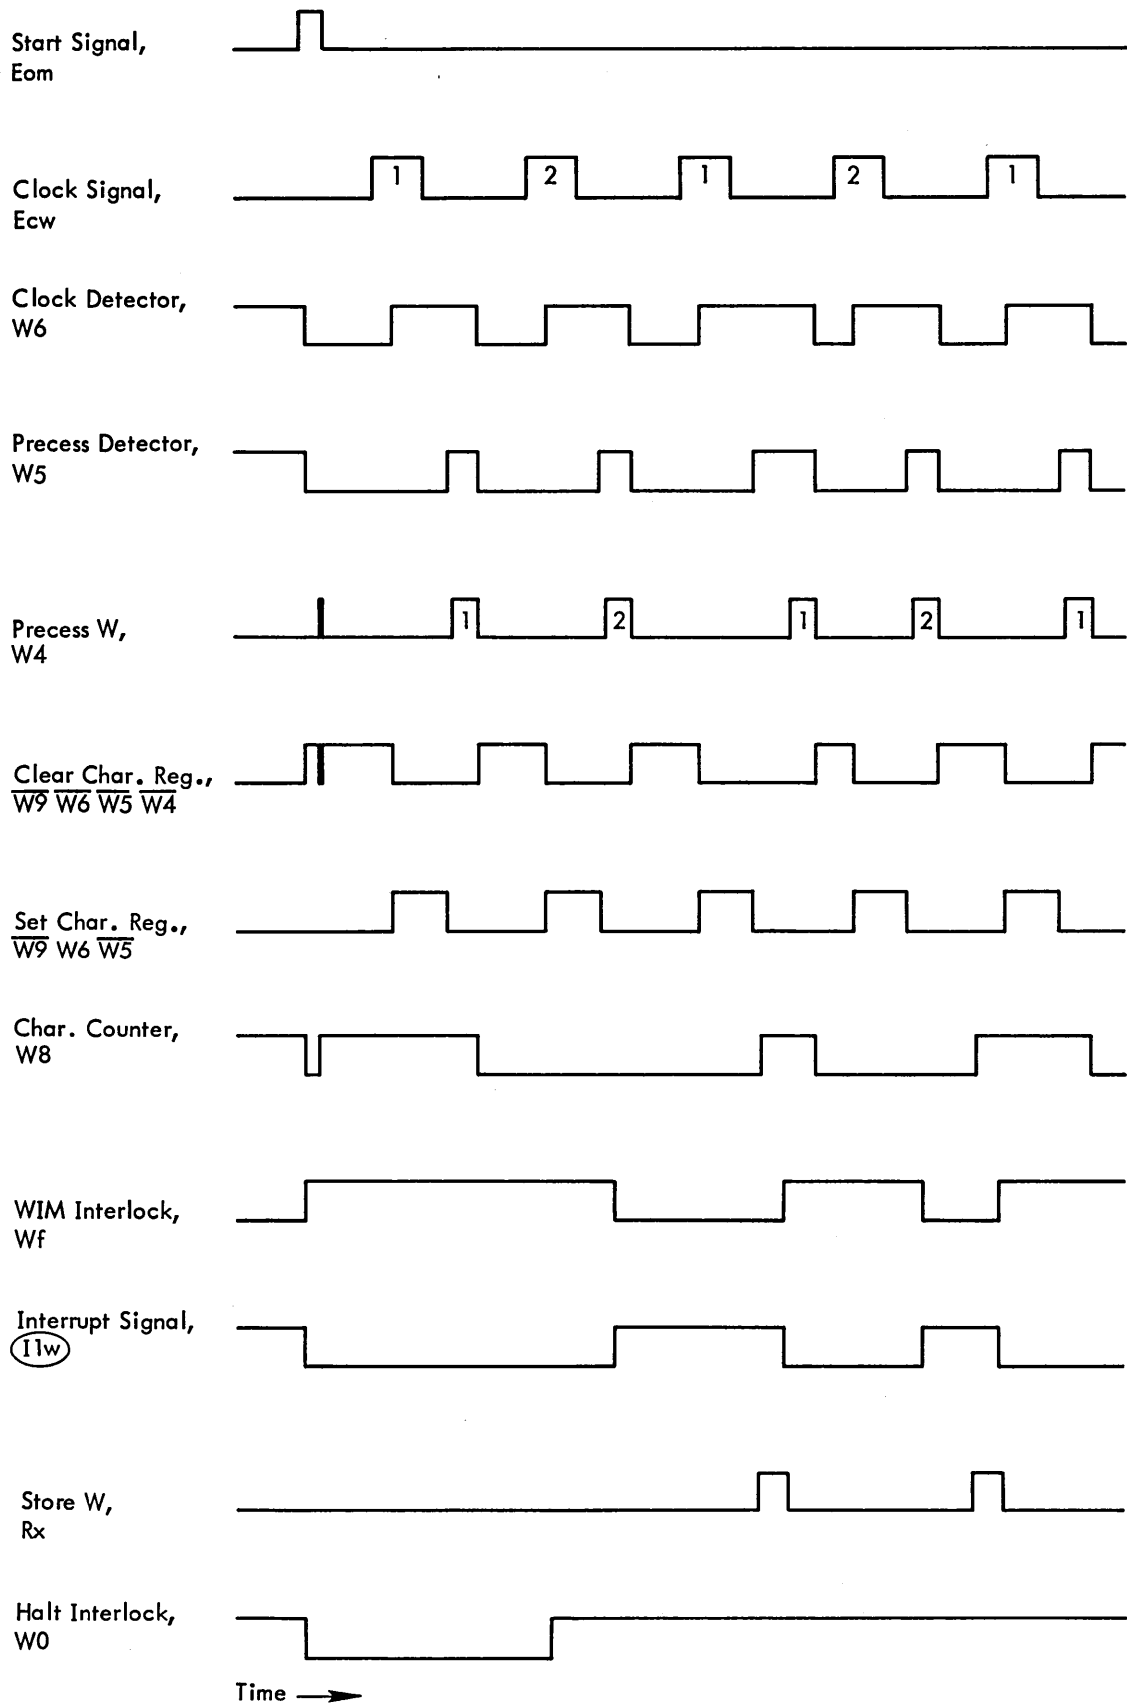 Start Signal,
Eom
Clock Signal,
Ecw
1 2 1 2 1
Clock Detector,
W6
Precess Detector,
W5
Precess W,
W4
1 2 1 2 1
Clear Char. Reg.,
W9 W6 W5 W4
Set Char. Reg.,
W9 W6 W5
Char. Counter,
W8
WIM Interlock,
Wf
Interrupt Signal,
I1w
Store W,
Rx
Halt Interlock,
W0
Time